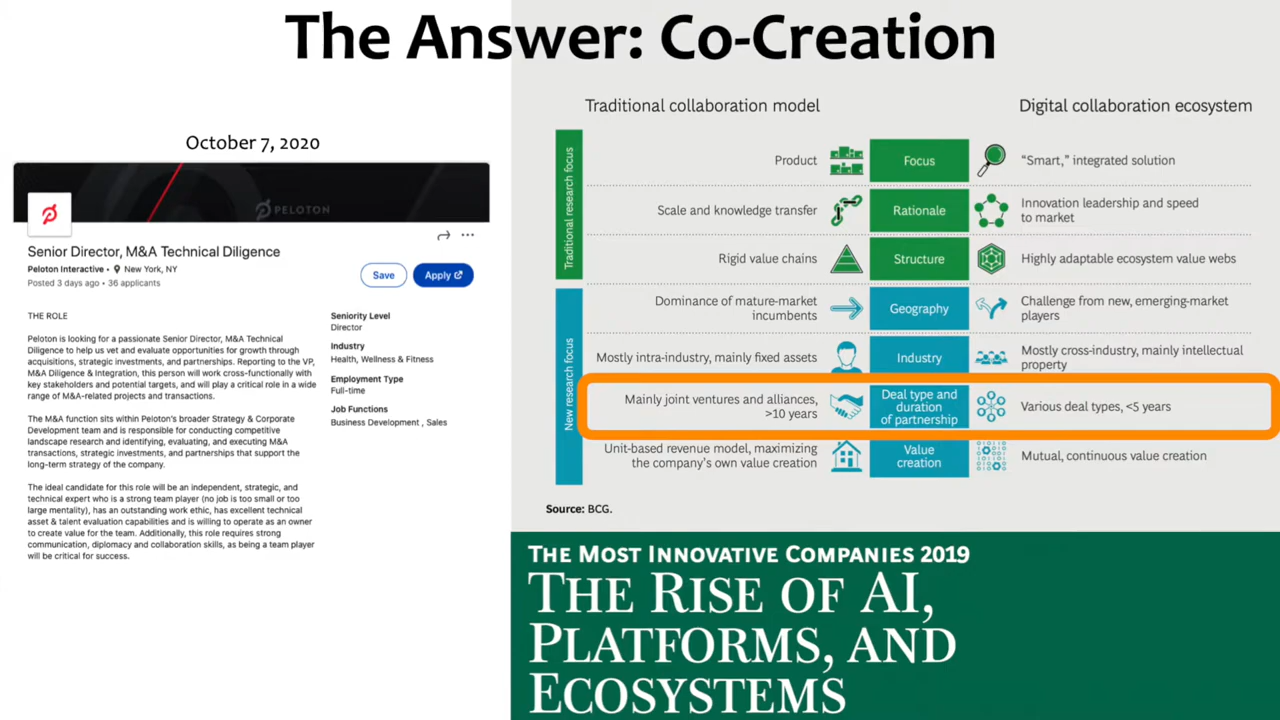 The Answer: Co-Creation
October 7, 2020
PELOTON
Senior Director, M&A Technical Diligence
Peloton Interactive • New York, NY
Posted 3 days ago • 36 applicants
Save
Apply
THE ROLE
Peloton is looking for a passionate Senior Director, M&A Technical
Diligence to help us vet and evaluate opportunities for growth through
acquisitions, strategic investments, and partnerships. Reporting to the VP,
M&A Diligence & Integration, this person will work cross-functionally with
key stakeholders and potential targets, and will play a critical role in a wide
range of M&A-related projects and transactions.
The M&A function sits within Peloton's broader Strategy & Corporate
Development team and is responsible for conducting competitive
landscape research and identifying, evaluating, and executing M&A
transactions, strategic investments, and partnerships that support the
long-term strategy of the company.
The ideal candidate for this role will be an independent, strategic, and
technical expert who is a strong team player (no job is too small or too
large mentality), has an outstanding work ethic, has excellent technical
asset & talent evaluation capabilities and is willing to operate as an owner
to create value for the team. Additionally, this role requires strong
communication, diplomacy and collaboration skills, as being a team player
will be critical for success.
Seniority Level
Director
Industry
Health, Wellness & Fitness
Employment Type
Full-time
Job Functions
Business Development , Sales
Traditional collaboration model
Digital collaboration ecosystem
Traditional research focus
Product
Focus
“Smart,” integrated solution
Scale and knowledge transfer
Rationale
Innovation leadership and speed
to market
Rigid value chains
Structure
Highly adaptable ecosystem value webs
New research focus
Dominance of mature-market
incumbents
Geography
Challenge from new, emerging-market
players
Mostly intra-industry, mainly fixed assets
Industry
Mostly cross-industry, mainly intellectual
property
Mainly joint ventures and alliances,
>10 years
Deal type and
duration
of partnership
Various deal types, <5 years
Unit-based revenue model, maximizing
the company's own value creation
Value
creation
Mutual, continuous value creation
Source: BCG.
THE MOST INNOVATIVE COMPANIES 2019
THE RISE OF AI,
PLATFORMS, AND
ECOSYSTEMS